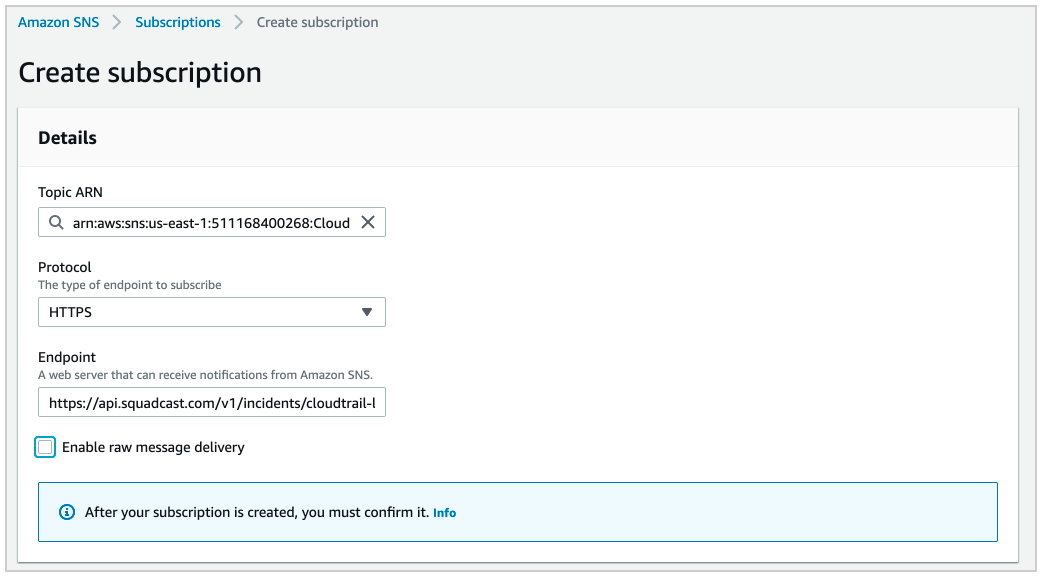 Amazon SNS > Subscriptions > Create subscription
Create subscription
Details
Topic ARN
arn:aws:sns:us-east-1:511168400268:Cloud
Protocol
The type of endpoint to subscribe
HTTPS
Endpoint
A web server that can receive notifications from Amazon SNS.
https://api.squadcast.com/v1/incidents/cloudtrail-l
Enable raw message delivery
After your subscription is created, you must confirm it. Info